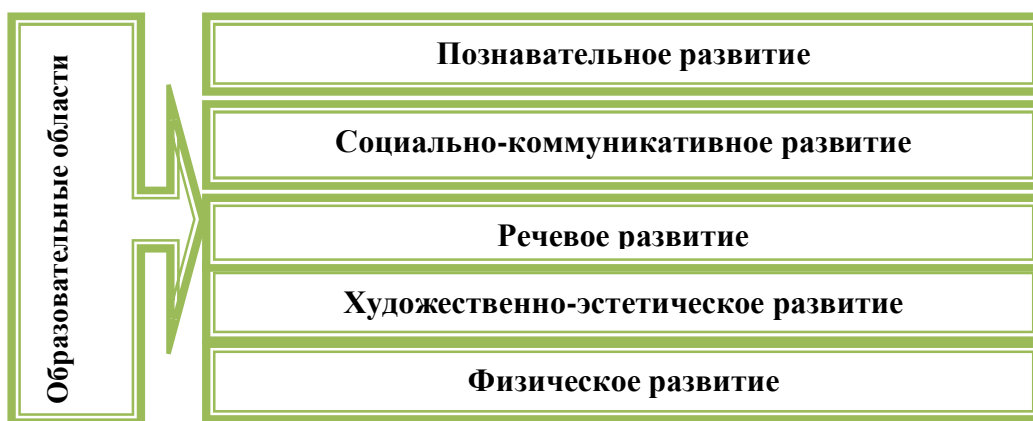 Образовательные области
Познавательное развитие
Социально-коммуникативное развитие
Речевое развитие
Художественно-эстетическое развитие
Физическое развитие